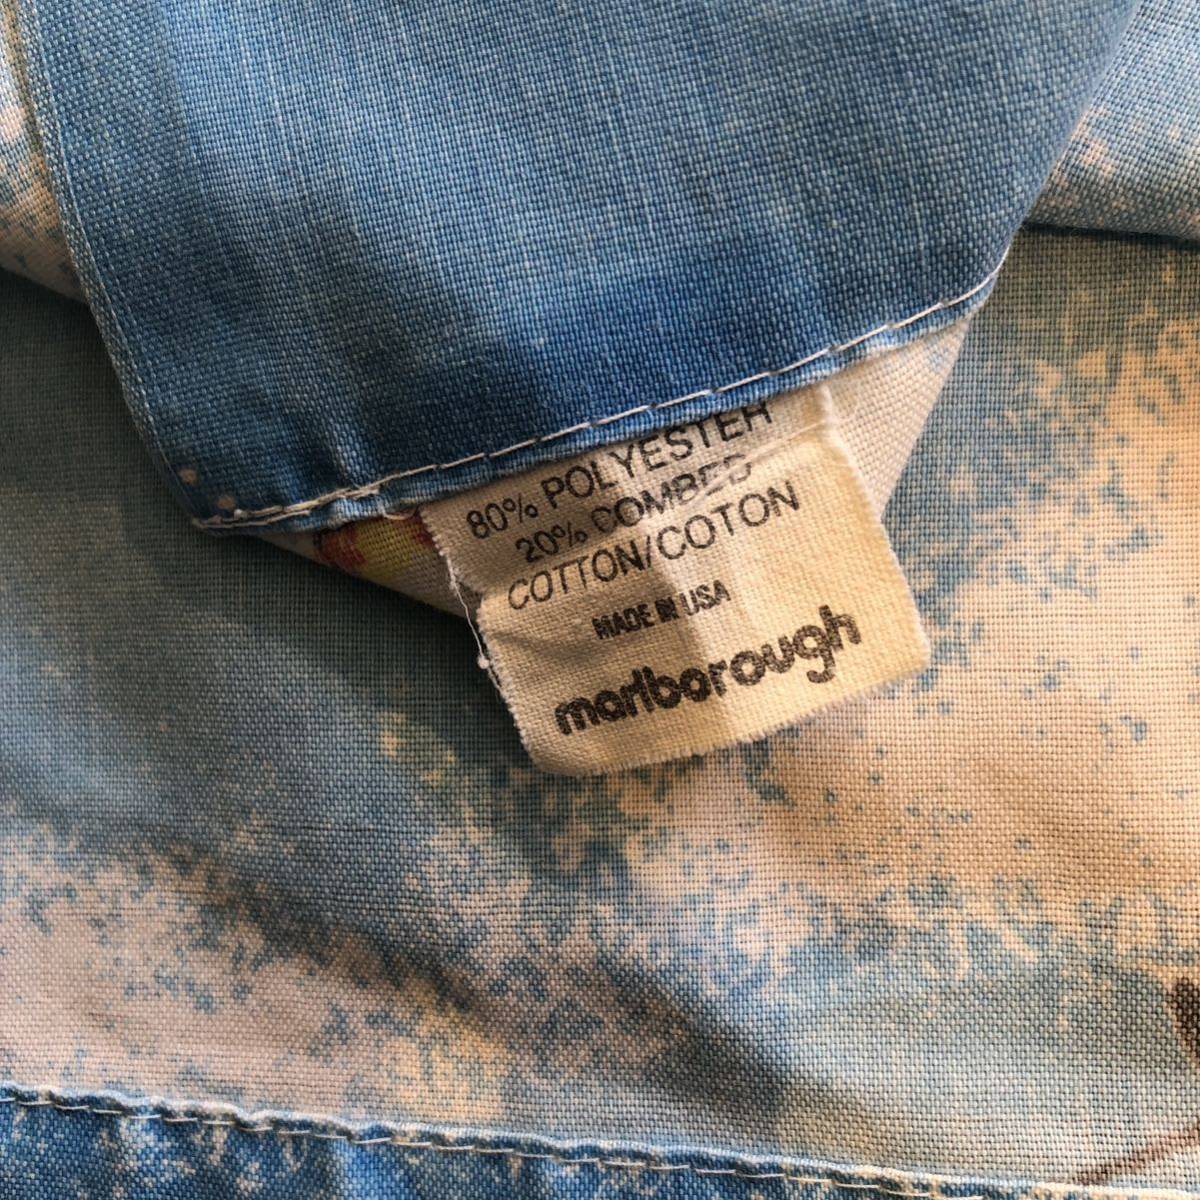 80% POLYESTER
20% COMBED
COTTON/COTON
MADE IN USA
marlborough